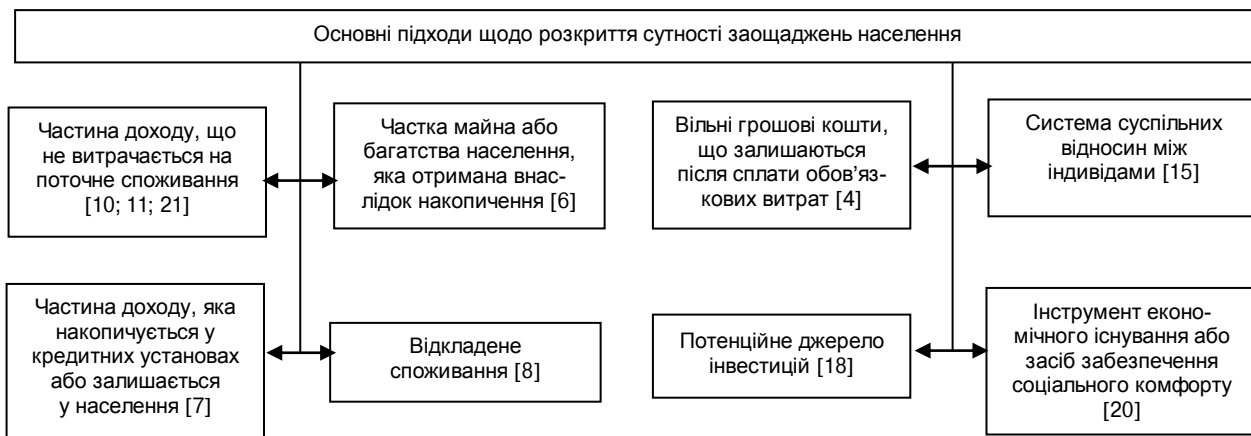 Основні підходи щодо розкриття сутності заощаджень населення
Частина доходу, що
не витрачається на
поточне споживання
[10; 11; 21]
Частка майна або
багатства населення,
яка отримана внас-
лідок накопичення [6]
Вільні грошові кошти,
що залишаються
після сплати обов’яз-
кових витрат [4]
Система суспільних
відносин між
індивідами [15]
Частина доходу, яка
накопичується у
кредитних установах
або залишається
у населення [7]
Відкладене
споживання [8]
Потенційне джерело
інвестицій [18]
Інструмент еконо-
мічного існування або
засіб забезпечення
соціального комфорту
[20]